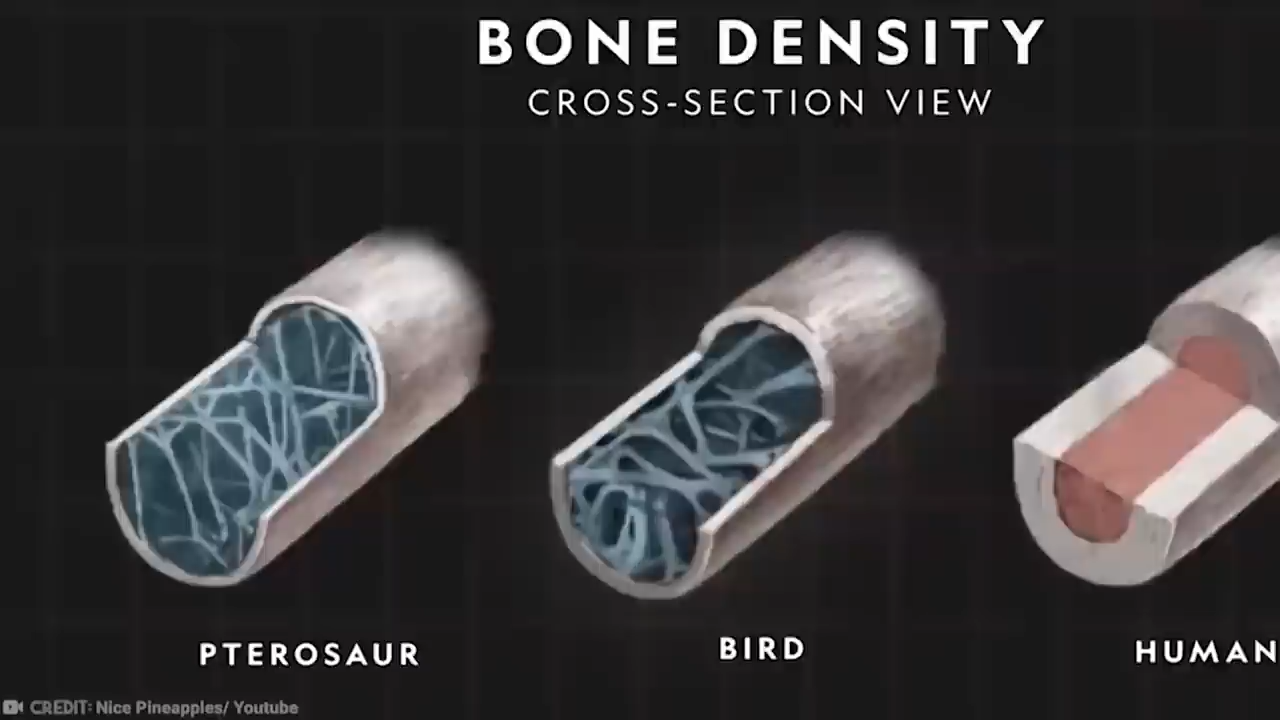 BONE DENSITY
CROSS-SECTION VIEW
PTEROSAUR
BIRD
HUMAN
CREDIT: Nice Pineapples/ Youtube